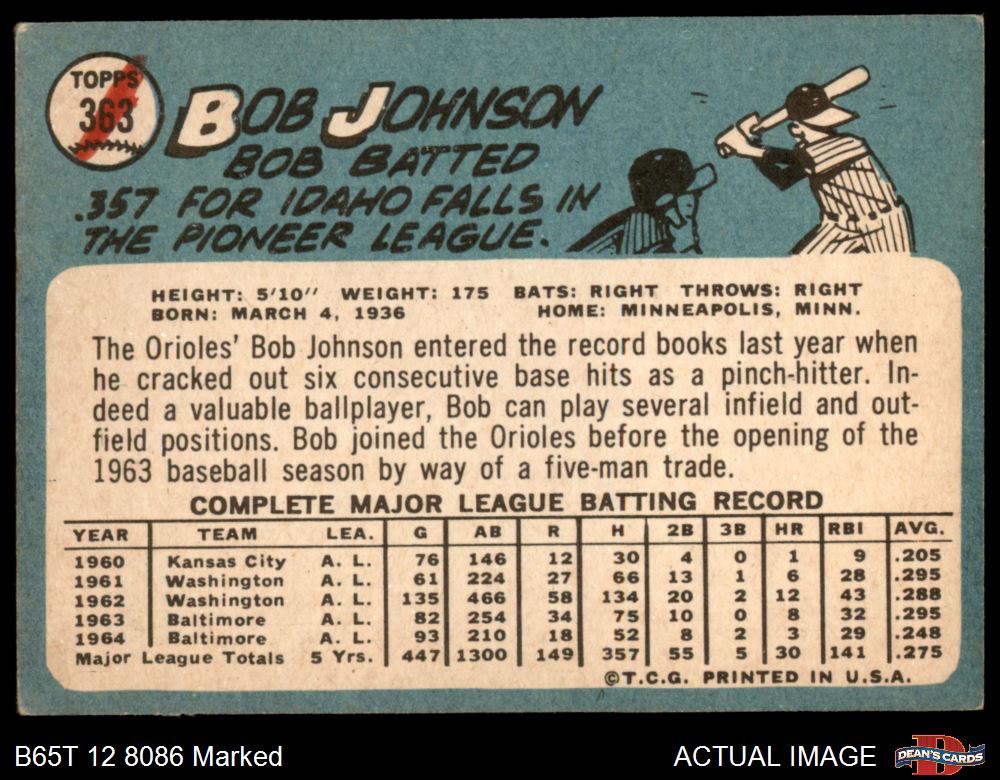 TOPPS
363
BOB JOHNSON
BOB BATTED
.357 FOR IDAHO FALLS IN
THE PIONEER LEAGUE.
HEIGHT: 5'10" WEIGHT: 175 BATS: RIGHT THROWS: RIGHT
BORN: MARCH 4, 1936 HOME: MINNEAPOLIS, MINN.
The Orioles' Bob Johnson entered the record books last year when
he cracked out six consecutive base hits as a pinch-hitter. In-
deed a valuable ballplayer, Bob can play several infield and out-
field positions. Bob joined the Orioles before the opening of the
1963 baseball season by way of a five-man trade.
COMPLETE MAJOR LEAGUE BATTING RECORD
YEAR TEAM LEA. G AB R H 2B 3B HR RBI AVG.
1960 Kansas City A. L. 76 146 12 30 4 0 1 9 .205
1961 Washington A. L. 61 224 27 66 13 1 6 28 .295
1962 Washington A. L. 135 466 58 134 20 2 12 43 .288
1963 Baltimore A. L. 82 254 34 75 10 0 8 32 .295
1964 Baltimore A. L. 93 210 18 52 8 2 3 29 .248
Major League Totals 5 Yrs. 447 1300 149 357 55 5 30 141 .275
©T.C.G. PRINTED IN U.S.A.
B65T 12 8086 Marked
ACTUAL IMAGE
DEAN'S CARDS